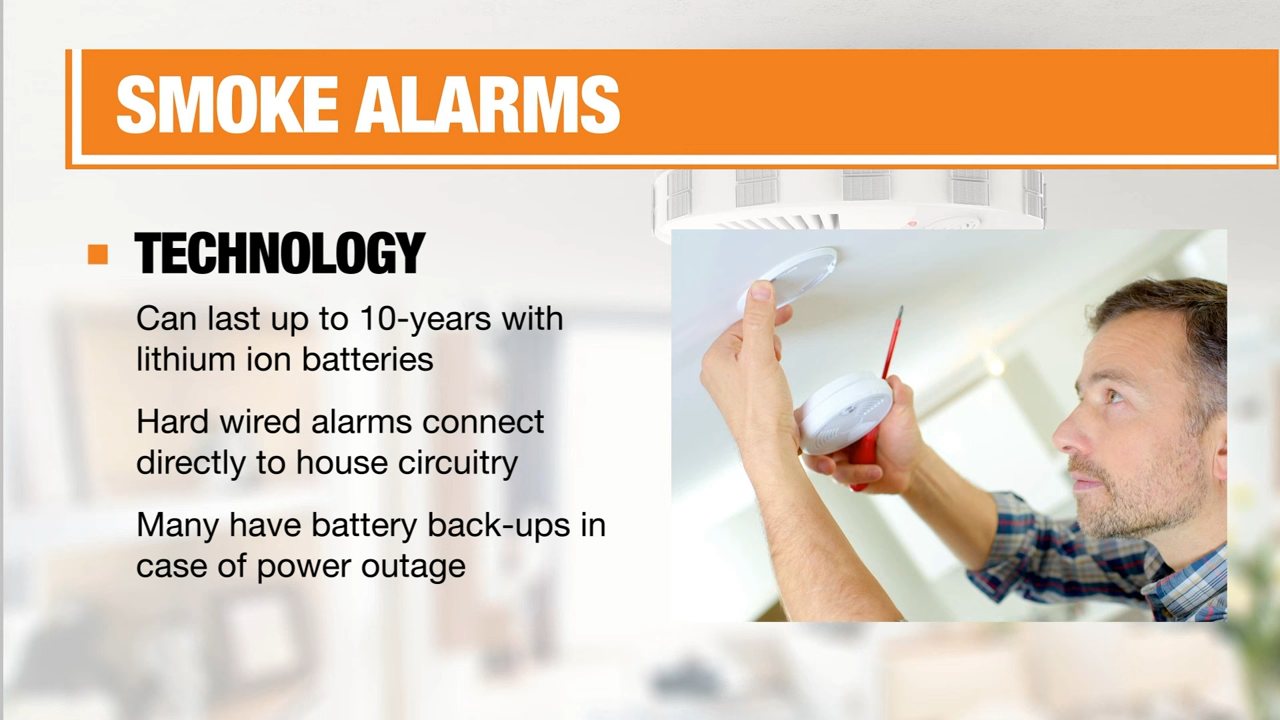 SMOKE ALARMS
TECHNOLOGY
Can last up to 10-years with
lithium ion batteries
Hard wired alarms connect
directly to house circuitry
Many have battery back-ups in
case of power outage